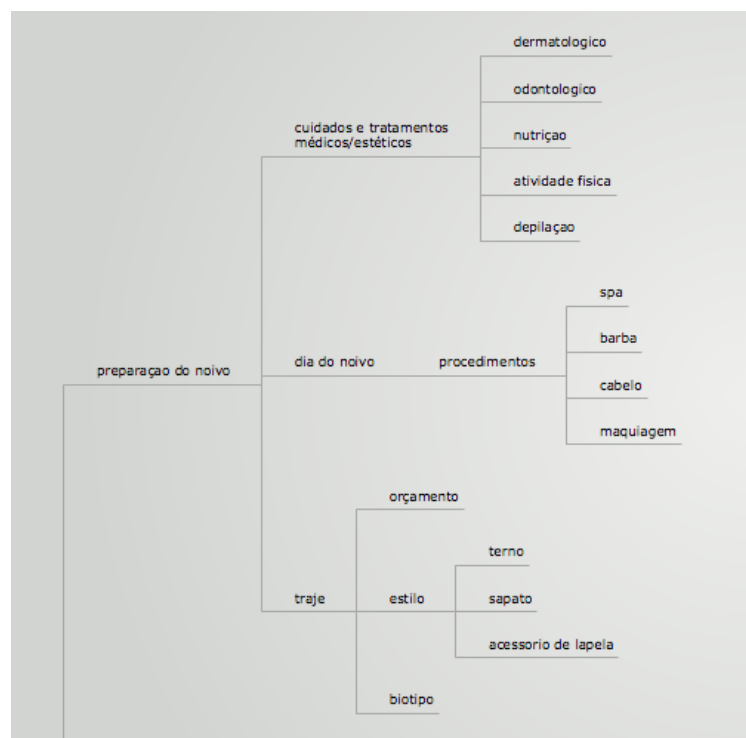 dermatologico
odontologico
cuidados e tratamentos
médicos/estéticos
nutriçao
atividade fisica
depilaçao
spa
barba
preparaçao do noivo
dia do noivo
procedimentos
cabelo
maquiagem
orçamento
terno
traje
estilo
sapato
acessorio de lapela
biotipo